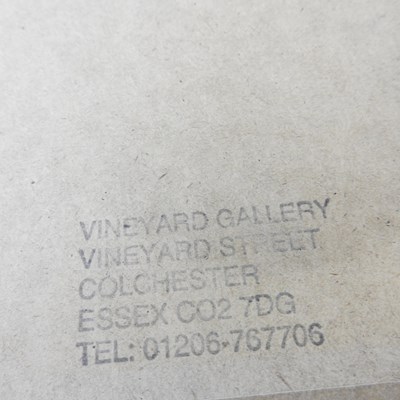 VINEYARD GALLERY
VINEYARD STREET
COLCHESTER
ESSEX CO2 7DG
TEL: 01206-767706